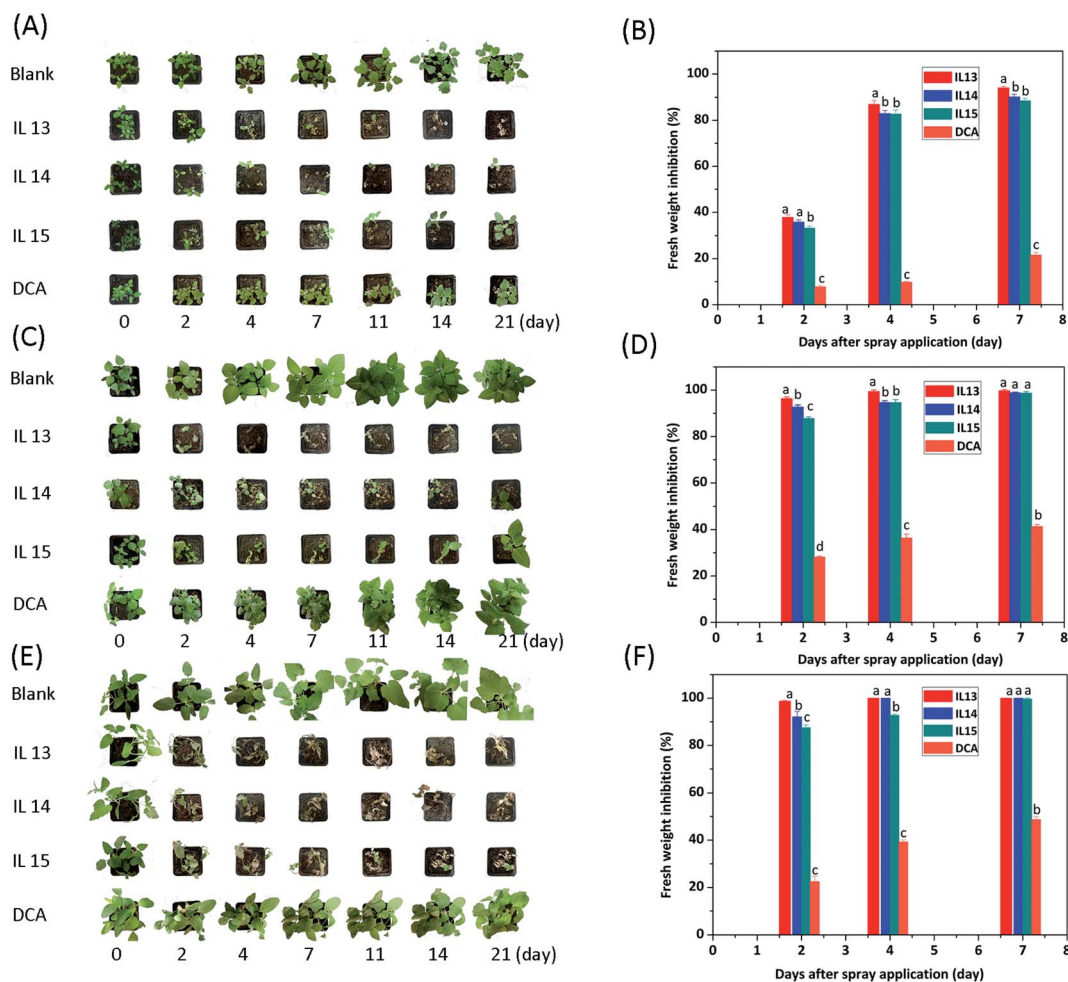 (A)
Blank
IL 13
IL 14
IL 15
DCA
0 2 4 7 11 14 21 (day)
(B)
Fresh weight inhibition (%)
100
80
60
40
20
0
IL13
IL14
IL15
DCA
a a b c
a b b c
a b b c
0 1 2 3 4 5 6 7 8
Days after spray application (day)
(C)
Blank
IL 13
IL 14
IL 15
DCA
0 2 4 7 11 14 21 (day)
(D)
Fresh weight inhibition (%)
100
80
60
40
20
0
IL13
IL14
IL15
DCA
a b c d
a b b c
a a a b
0 1 2 3 4 5 6 7 8
Days after spray application (day)
(E)
Blank
IL 13
IL 14
IL 15
DCA
0 2 4 7 11 14 21 (day)
(F)
Fresh weight inhibition (%)
100
80
60
40
20
0
IL13
IL14
IL15
DCA
a b c c
a a b c
a a a b
0 1 2 3 4 5 6 7 8
Days after spray application (day)